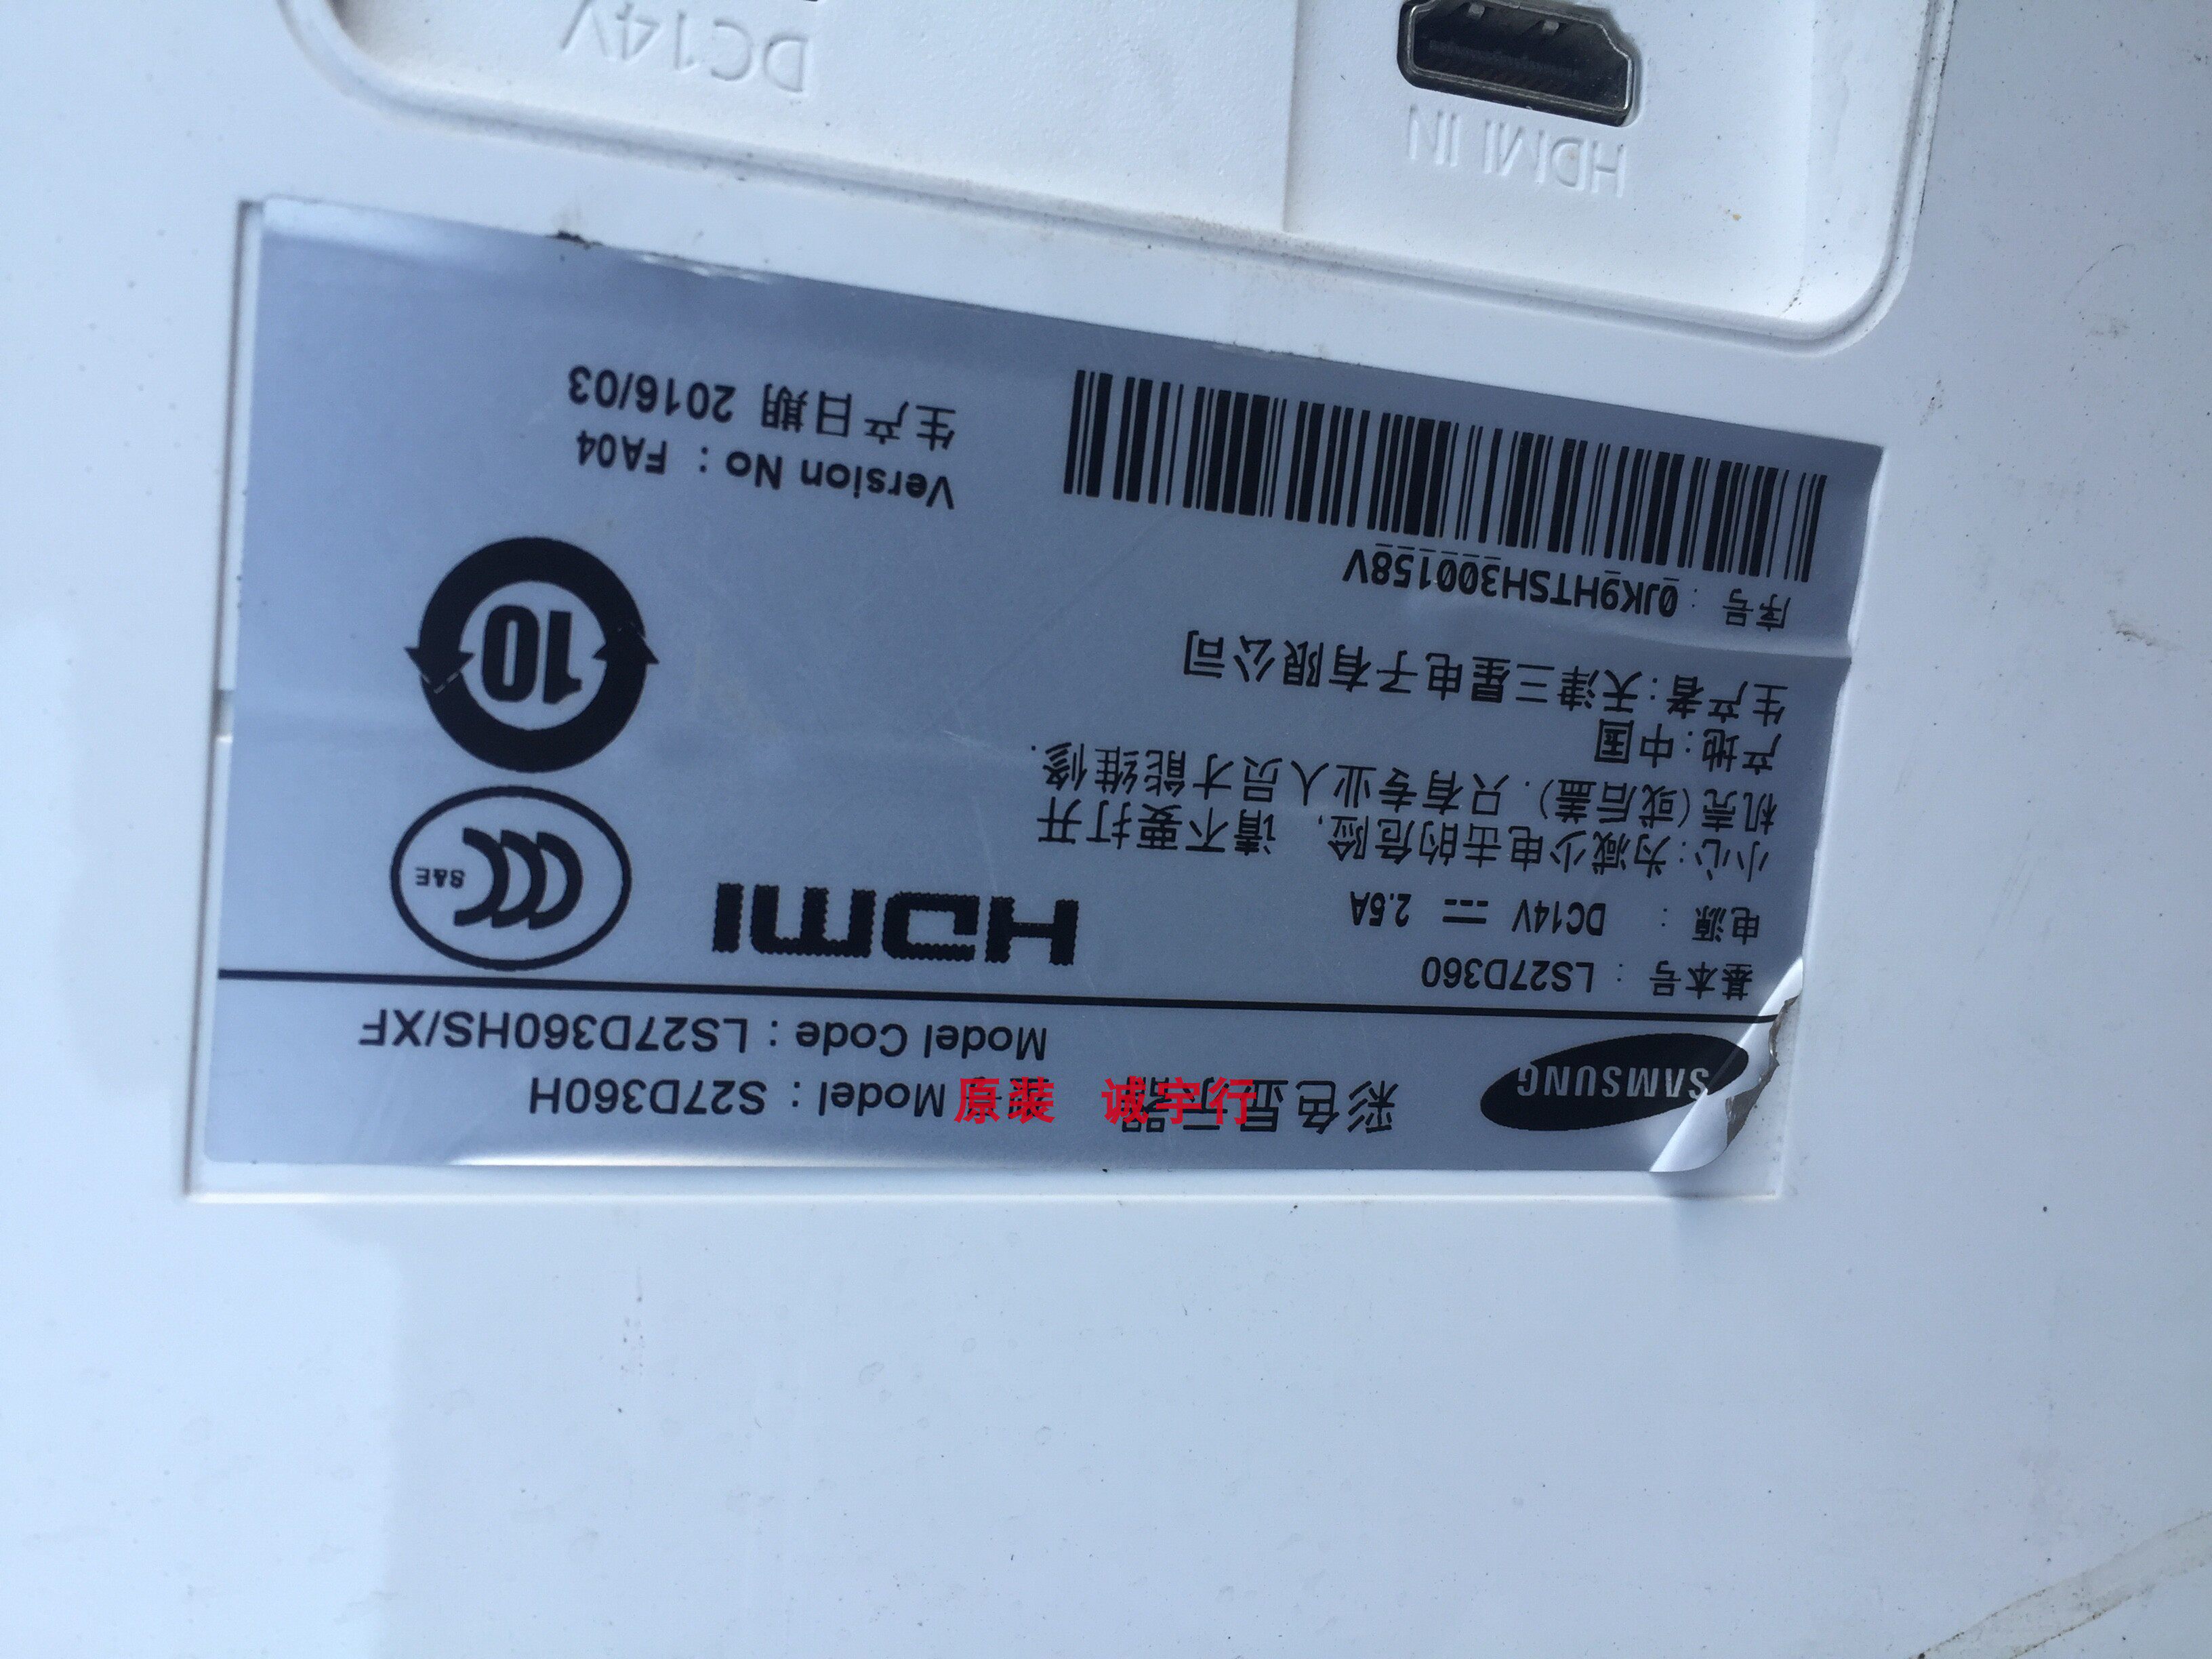 SAMSUNG 彩色显示器 Model : S27D360H
Model Code : LS27D360HS/XF
基本号 : LS27D360
电源 : DC14V 2.5A
HDMI
S&E
小心:为减少电击的危险, 请不要打开
机壳(或后盖). 只有专业人员才能维修.
产地:中国
生产者:天津三星电子有限公司
10
序号 : 0JK9HTSH300158V
Version No : FA04
生产日期 2016/03
HDMI IN
DC14V
原装 诚宇行